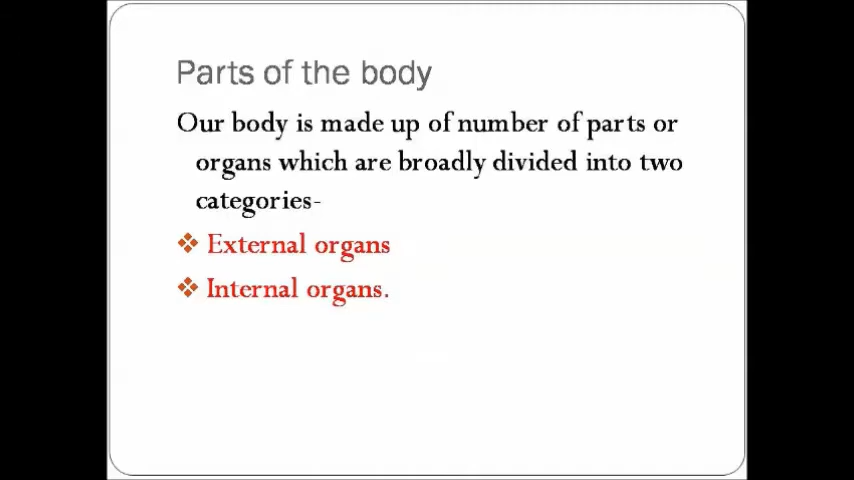 Parts of the body
Our body is made up of number of parts or
organs which are broadly divided into two
categories-
External organs
Internal organs.